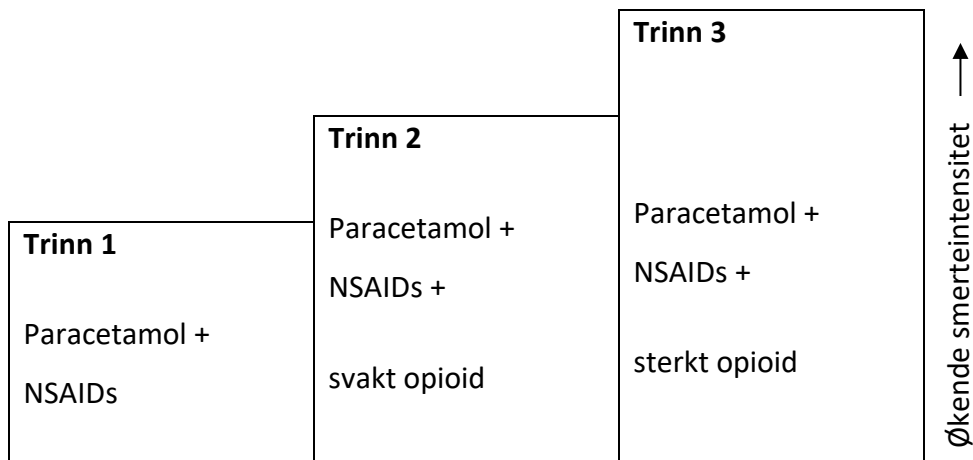 Trinn 1
Paracetamol +
NSAIDs
Trinn 2
Paracetamol +
NSAIDs +
svakt opioid
Trinn 3
Paracetamol +
NSAIDs +
sterkt opioid
Økende smerteintensitet